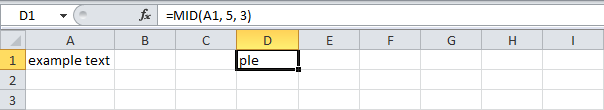 D1 fx =MID(A1, 5, 3)
A B C D E F G H I
1 example text ple
2
3